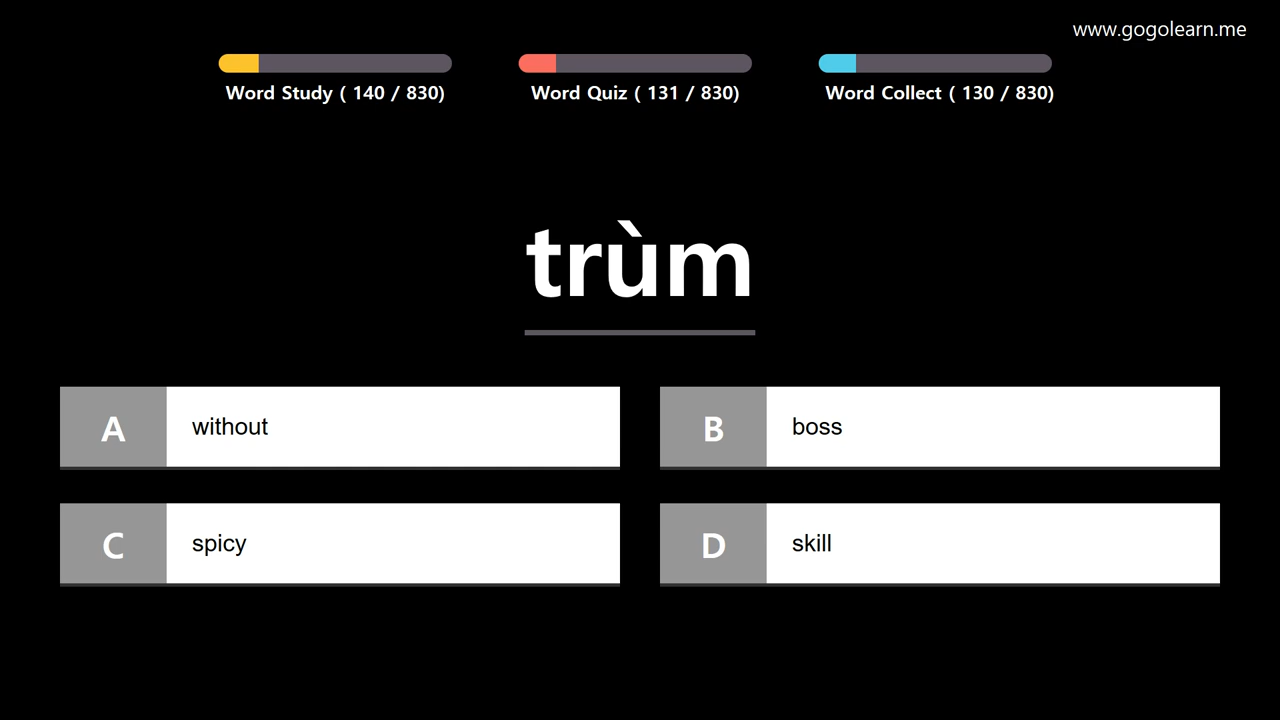 www.gogolearn.me
Word Study ( 140 / 830)
Word Quiz ( 131 / 830)
Word Collect ( 130 / 830)
trùm
A without
B boss
C spicy
D skill